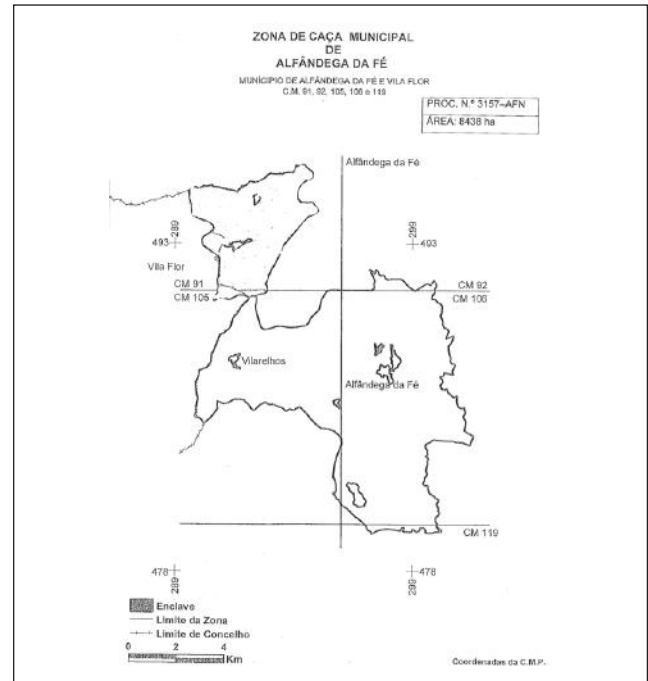 ZONA DE CAÇA MUNICIPAL
DE
ALFÂNDEGA DA FÉ
MUNICÍPIO DE ALFÂNDEGA DA FÉ E VILA FLOR
C.M. 91, 92, 105, 106 e 119
PROC. N.º 3157-AFN
ÁREA: 8438 ha
Alfândega da Fé
289
299
493
493
Vila Flor
CM 91
CM 92
CM 105
CM 106
Vilarelhos
Alfândega da Fé
CM 119
478
478
289
299
Enclave
Limite da Zona
Limite de Concelho
0 2 4
Km
Coordenadas da C.M.P.